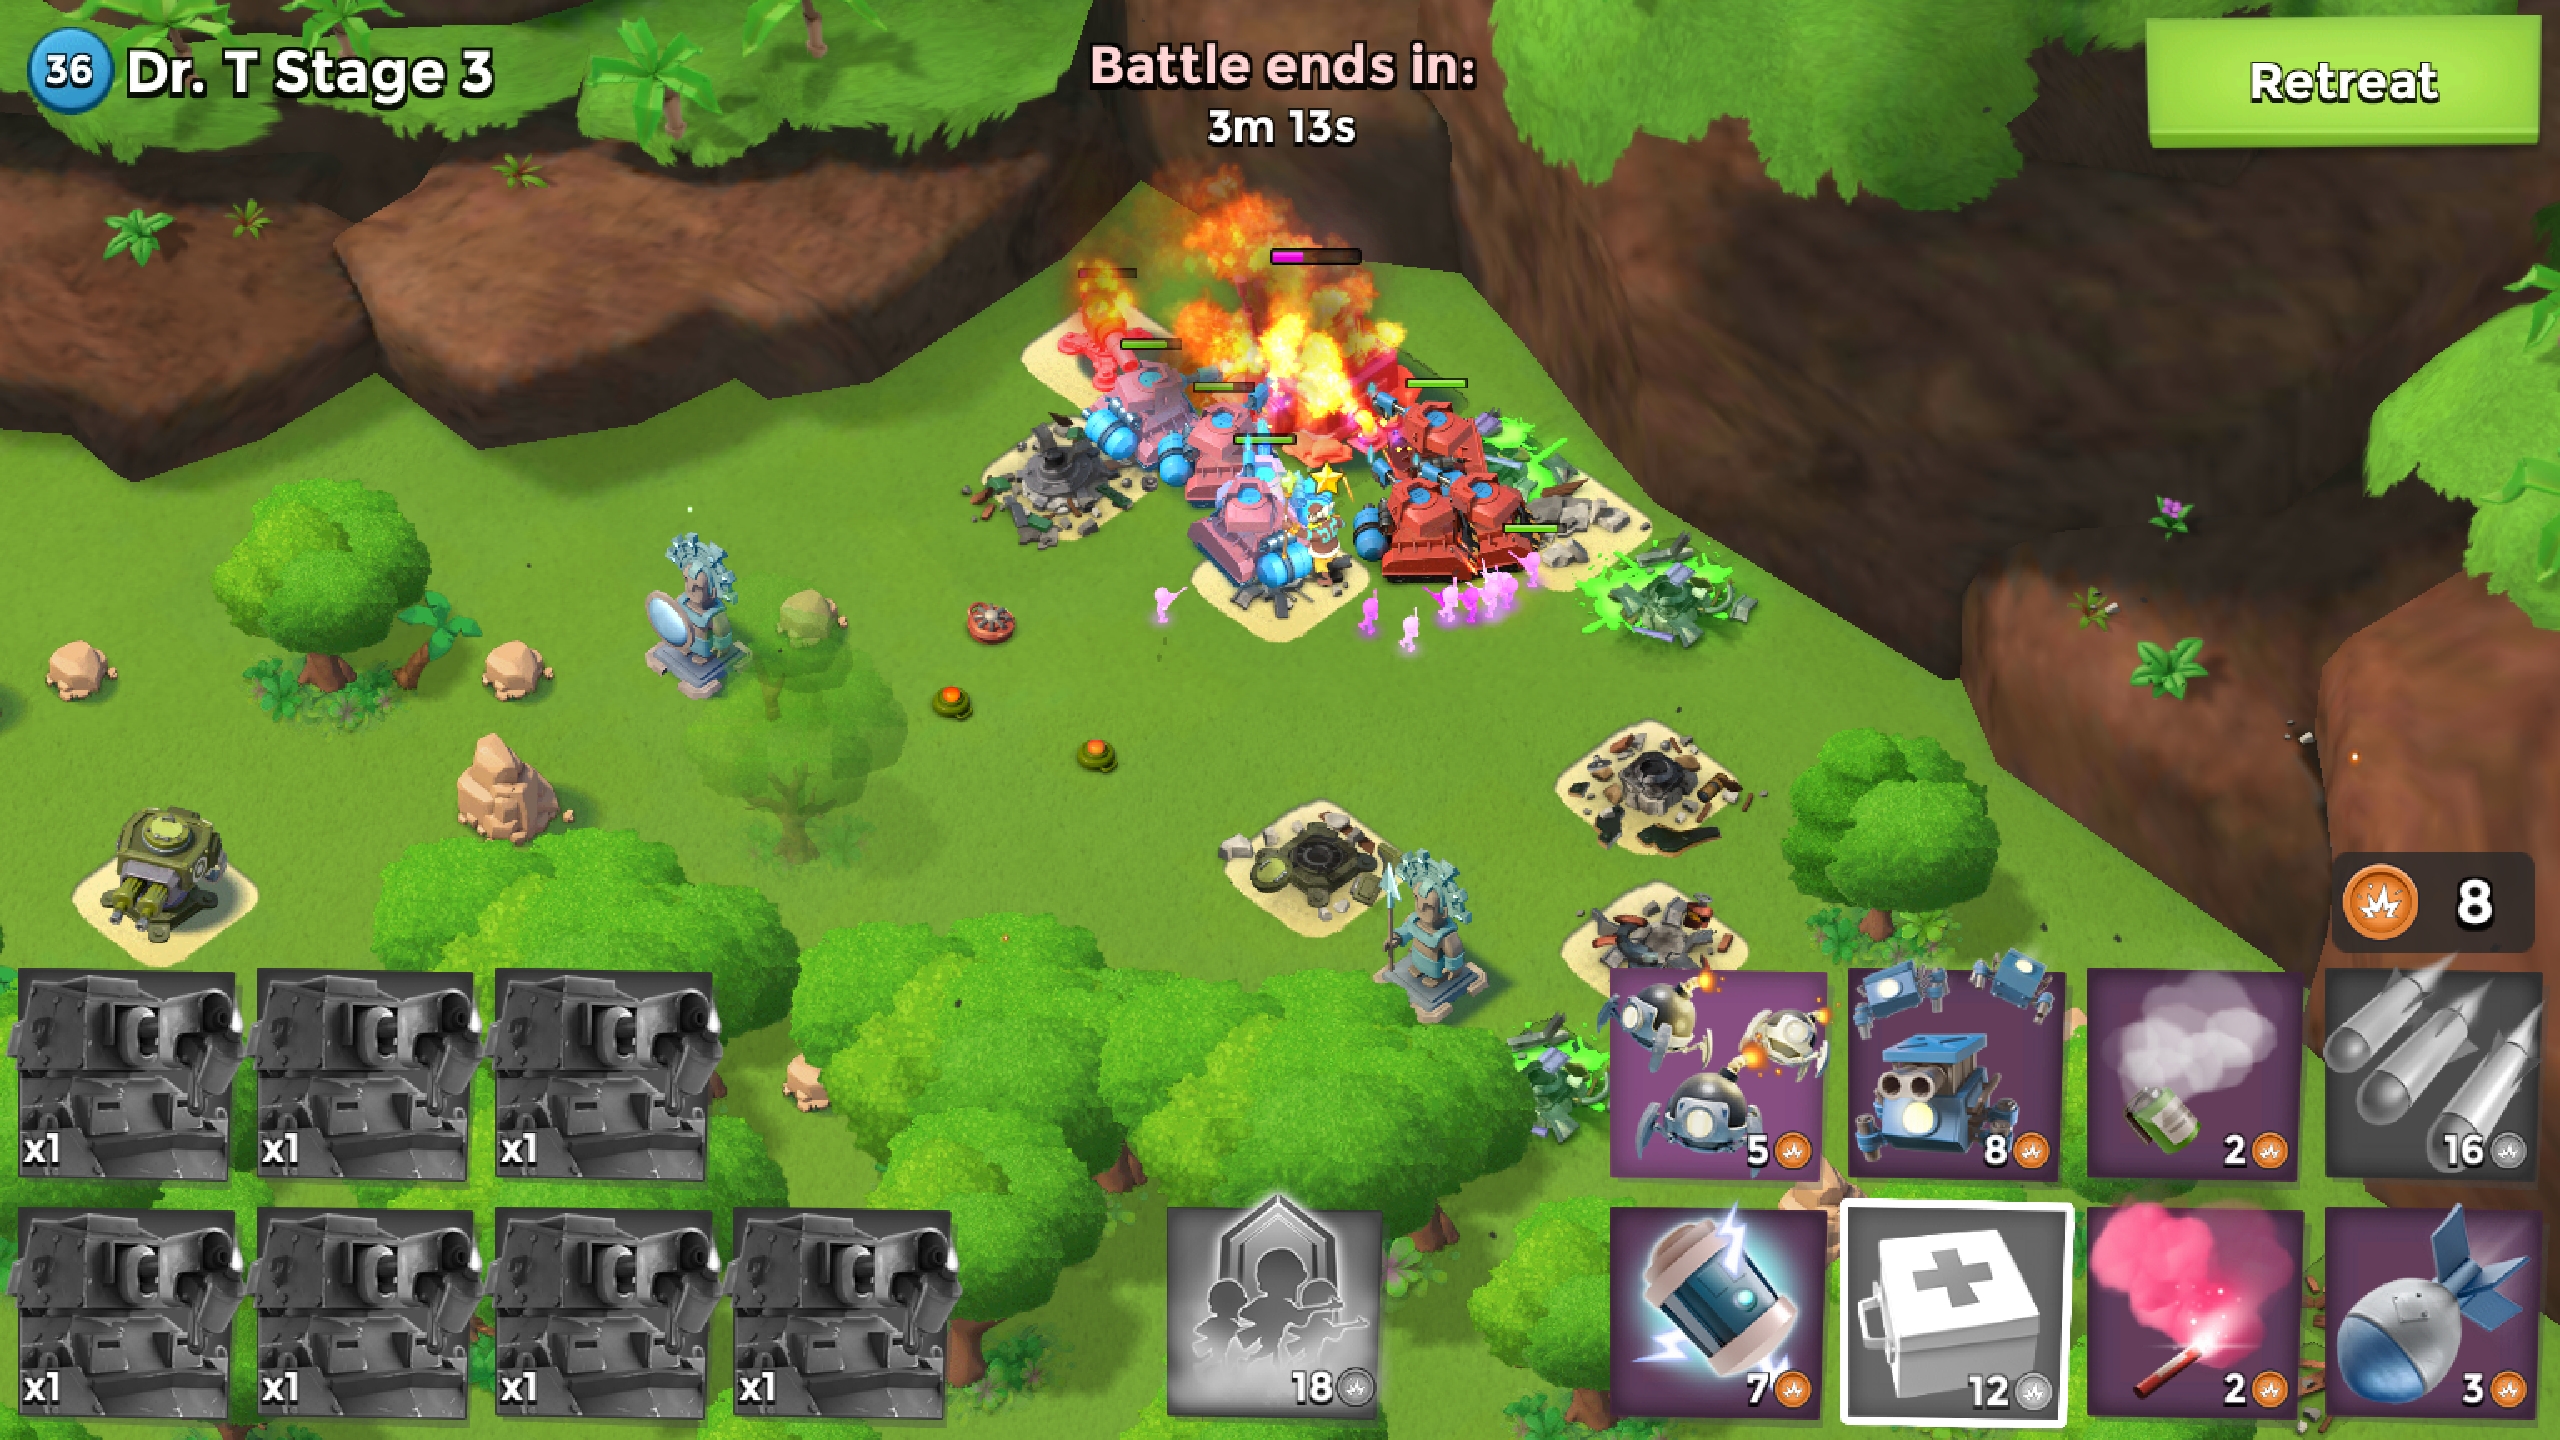 36 Dr. T Stage 3
Battle ends in:
3m 13s
Retreat
8
x1 x1 x1
5 8 2 16
x1 x1 x1 x1
18
7 12 2 3